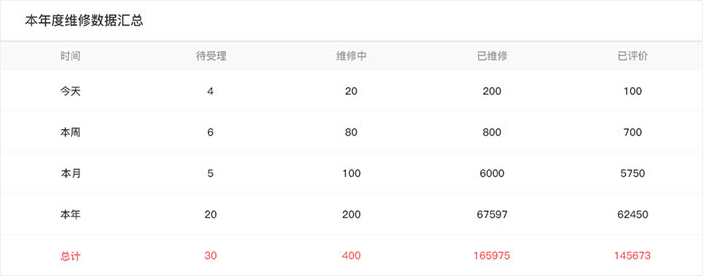 本年度维修数据汇总
时间 待受理 维修中 已维修 已评价
今天 4 20 200 100
本周 6 80 800 700
本月 5 100 6000 5750
本年 20 200 67597 62450
总计 30 400 165975 145673